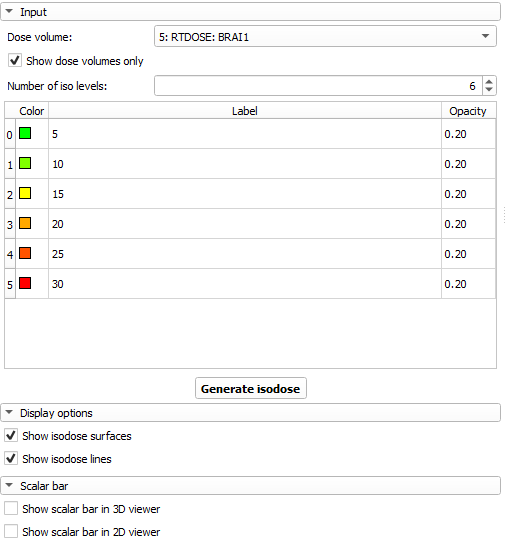 Input
Dose volume: 5: RTDOSE: BRAI1
Show dose volumes only
Number of iso levels: 6
Color Label Opacity
0 5 0.20
1 10 0.20
2 15 0.20
3 20 0.20
4 25 0.20
5 30 0.20
Generate isodose
Display options
Show isodose surfaces
Show isodose lines
Scalar bar
Show scalar bar in 3D viewer
Show scalar bar in 2D viewer